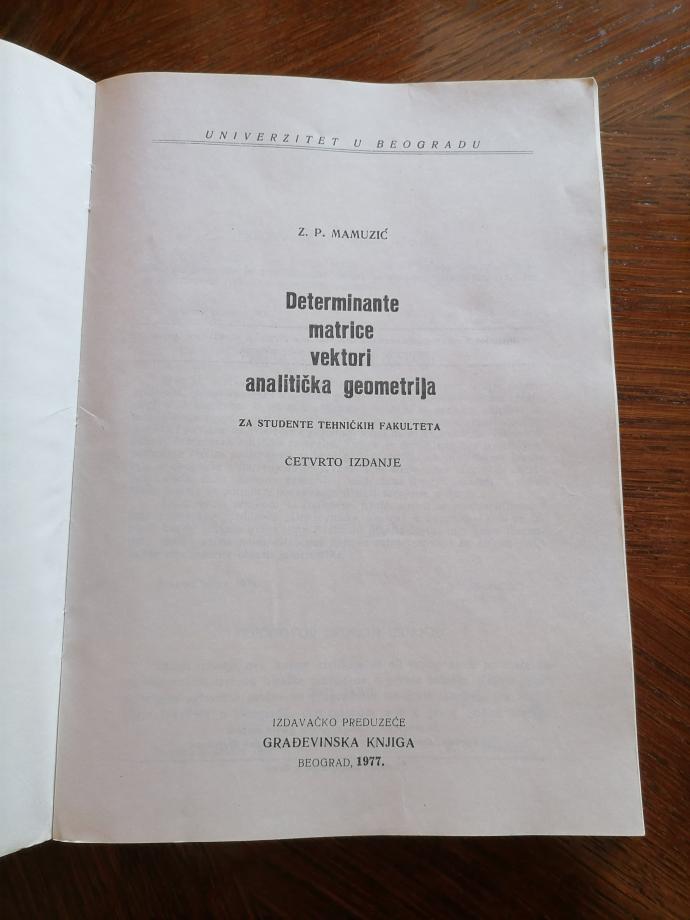 UNIVERZITET U BEOGRADU
Z. P. MAMUZIĆ
Determinante
matrice
vektori
analitička geometrija
ZA STUDENTE TEHNIČKIH FAKULTETA
ČETVRTO IZDANJE
IZDAVAČKO PREDUZEĆE
GRAĐEVINSKA KNJIGA
BEOGRAD, 1977.